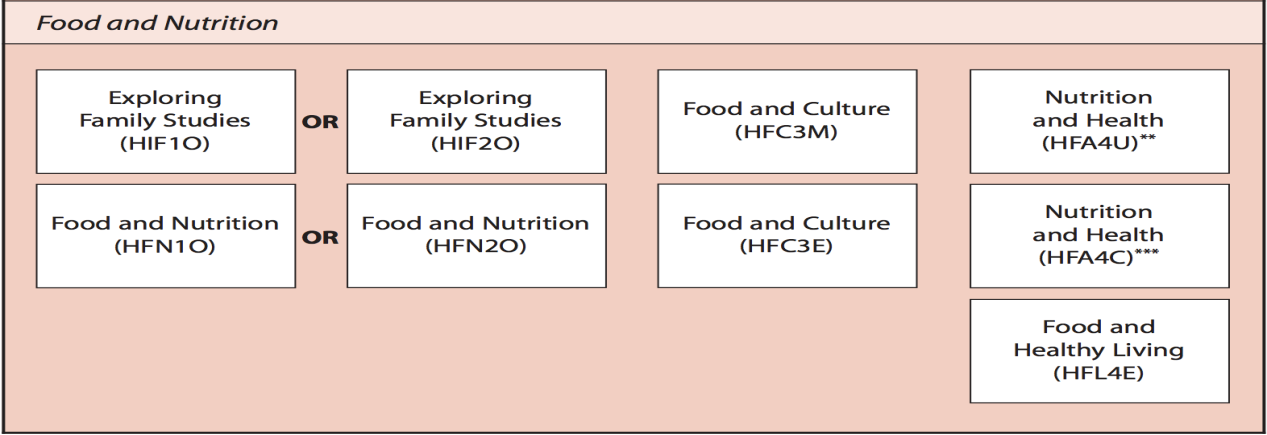 Food and Nutrition
Exploring
Family Studies
(HIF1O)
OR
Exploring
Family Studies
(HIF2O)
Food and Culture
(HFC3M)
Nutrition
and Health
(HFA4U)**
Food and Nutrition
(HFN1O)
OR
Food and Nutrition
(HFN2O)
Food and Culture
(HFC3E)
Nutrition
and Health
(HFA4C)***
Food and
Healthy Living
(HFL4E)